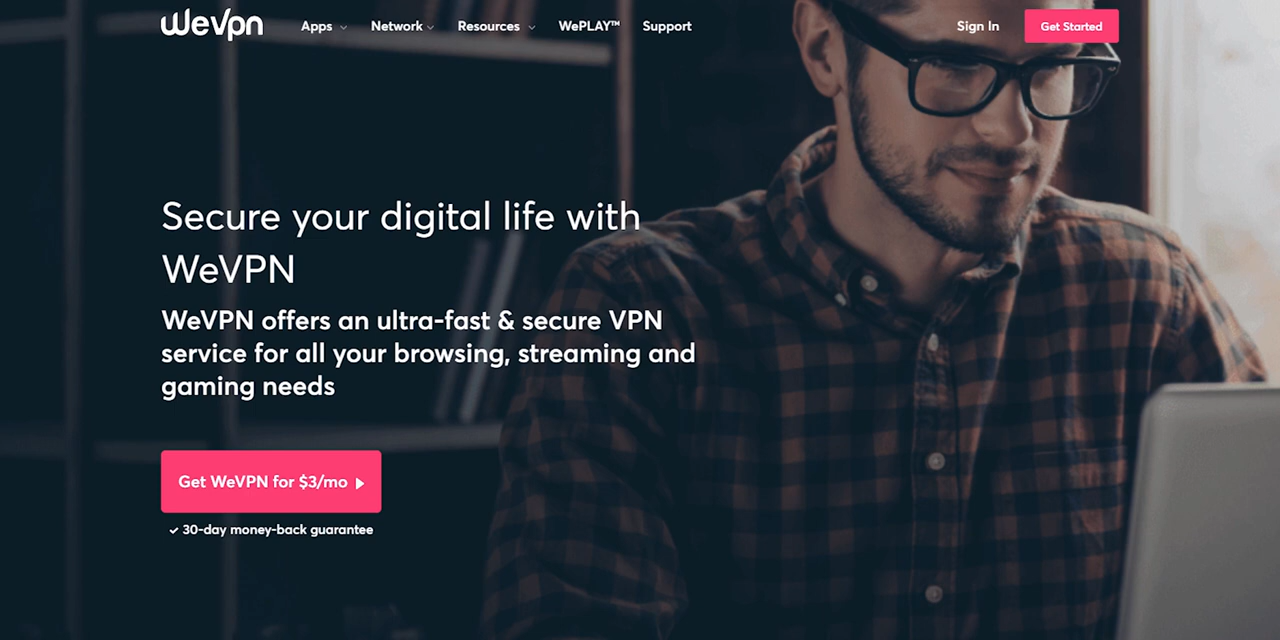 WeVPN
Apps
Network
Resources
WePLAY™
Support
Sign In
Get Started
Secure your digital life with
WeVPN
WeVPN offers an ultra-fast & secure VPN
service for all your browsing, streaming and
gaming needs
Get WeVPN for $3/mo
✓ 30-day money-back guarantee